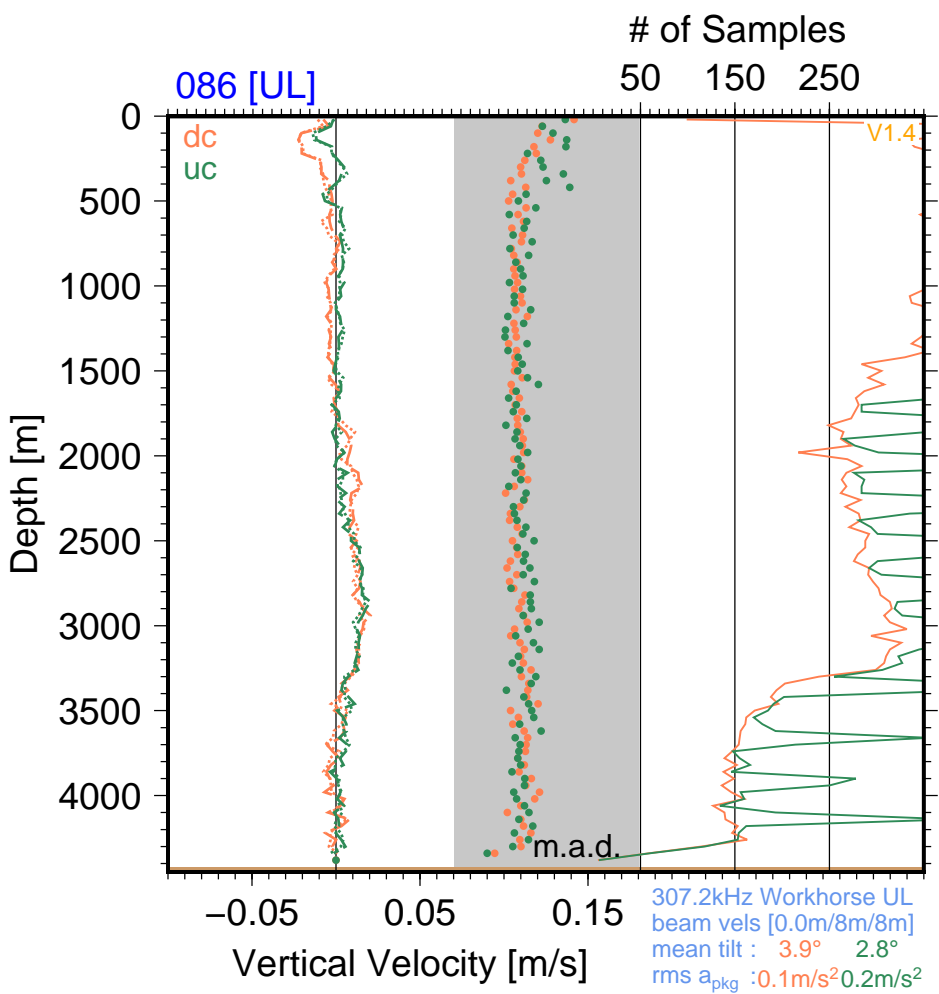 # of Samples
50 150 250
086 [UL]
dc
uc
V1.4
0
500
1000
1500
2000
2500
3000
3500
4000
Depth [m]
m.a.d.
−0.05 0.05 0.15
Vertical Velocity [m/s]
307.2kHz Workhorse UL
beam vels [0.0m/8m/8m]
mean tilt : 3.9° 2.8°
rms a_pkg :0.1m/s² 0.2m/s²